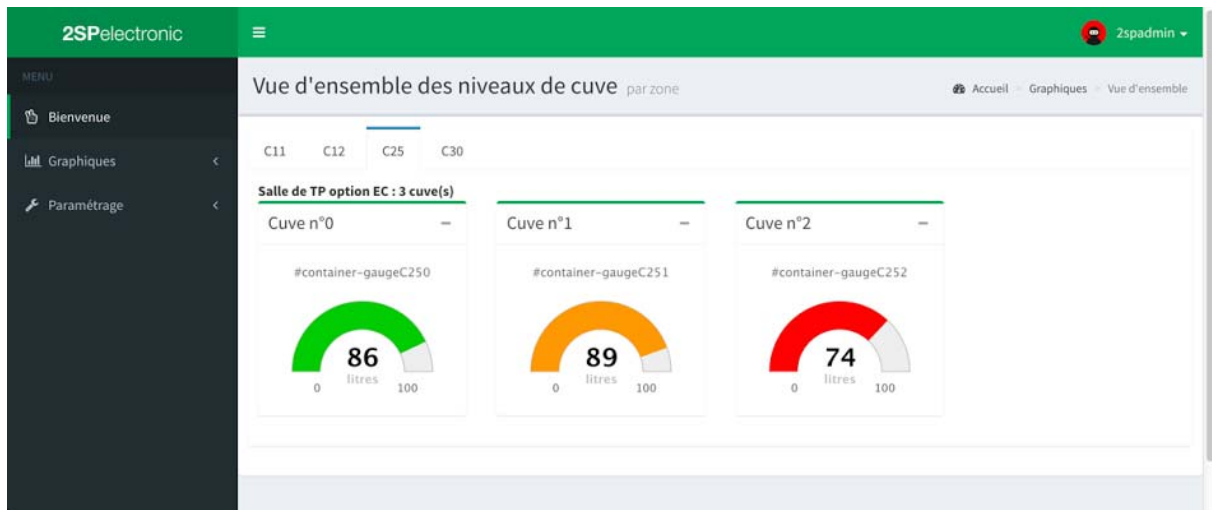 2SPelectronic
2spadmin
MENU
Bienvenue
Graphiques
Paramétrage
Vue d'ensemble des niveaux de cuve par zone
Accueil > Graphiques > Vue d'ensemble
C11 C12 C25 C30
Salle de TP option EC : 3 cuve(s)
Cuve n°0
#container-gaugeC250
86
litres
0 100
Cuve n°1
#container-gaugeC251
89
litres
0 100
Cuve n°2
#container-gaugeC252
74
litres
0 100